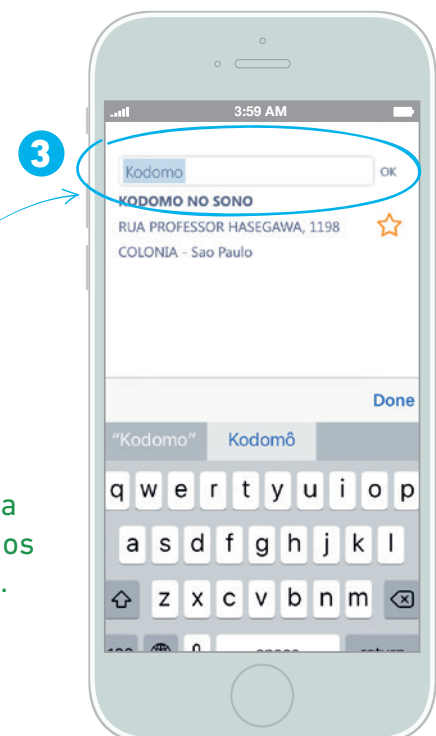 3:59 AM
3
Kodomo
OK
KODOMO NO SONO
RUA PROFESSOR HASEGAWA, 1198
COLONIA - Sao Paulo
Done
"Kodomo" Kodomô
q w e r t y u i o p
a
a s d f g h j k l
os
.
z x c v b n m